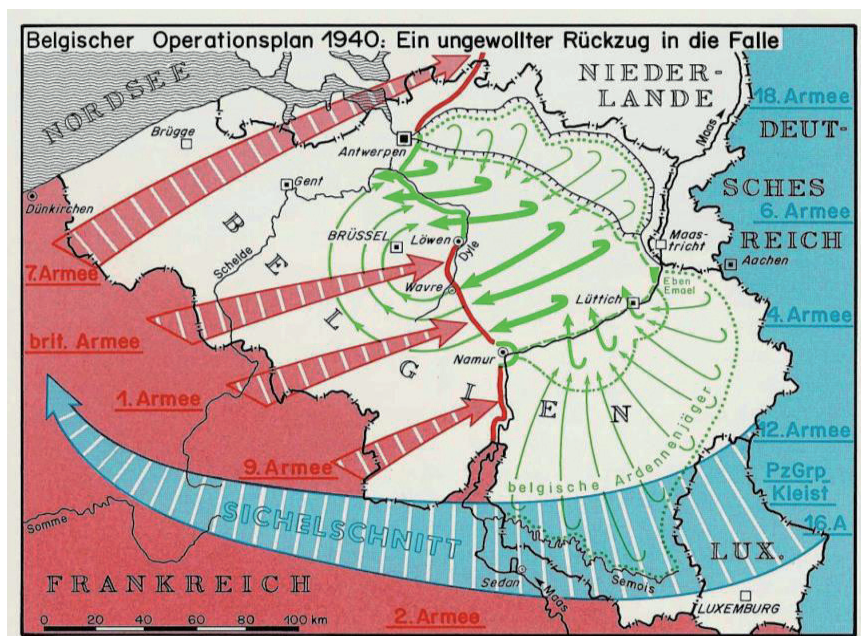 Belgischer Operationsplan 1940: Ein ungewollter Rückzug in die Falle
NORDSEE
NIEDER-
LANDE
18. Armee
DEUT-
SCHES
REICH
Maas
Brügge
Antwerpen
Gent
Dünkirchen
6. Armee
Maas-
tricht
Aachen
BRÜSSEL
Löwen
Dyle
Schelde
Wavre
Eben
Emael
Lüttich
7. Armee
brit. Armee
4. Armee
Namur
BELGIEN
1. Armee
9. Armee
12. Armee
belgische Ardennenjäger
PzGrp
Kleist
16.A
SICHELSCHNITT
Somme
LUX.
Sedan
Semois
Maas
FRANKREICH
LUXEMBURG
2. Armee
0 20 40 60 80 100 km